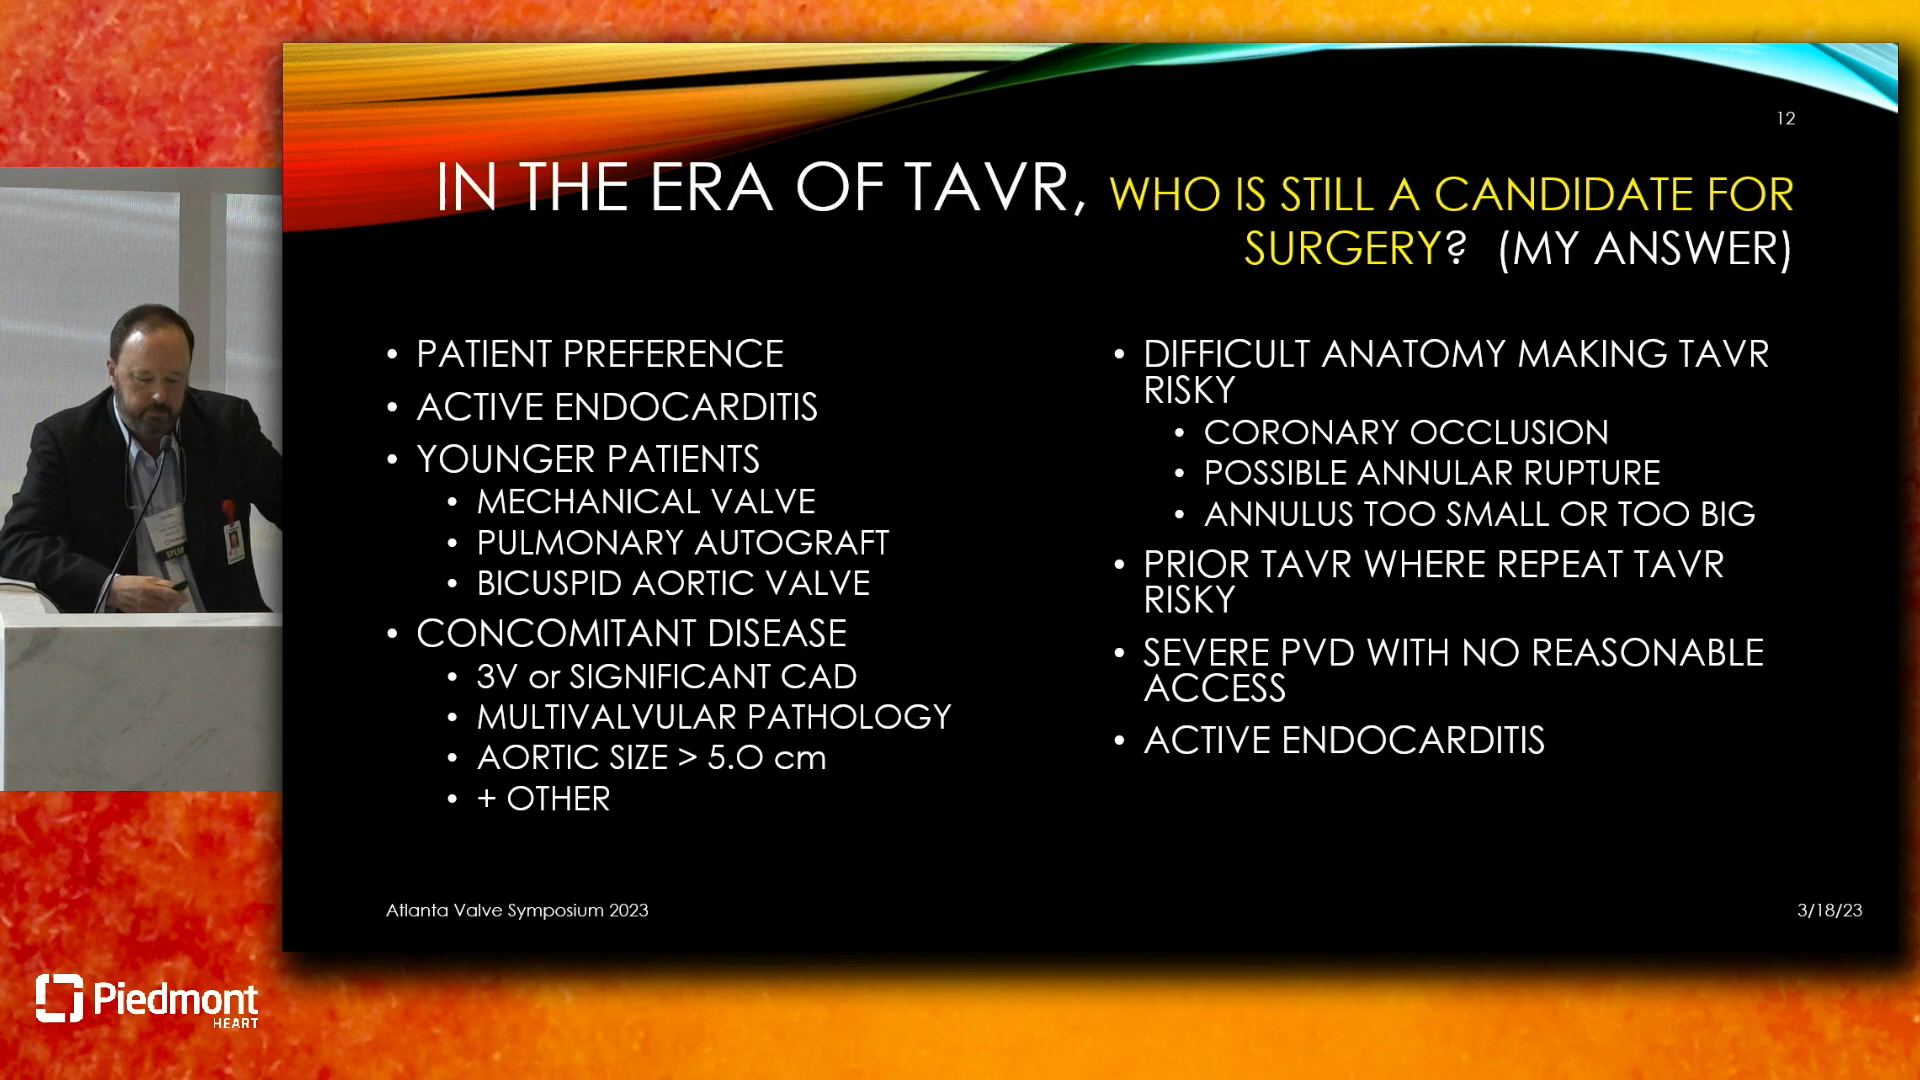 12
IN THE ERA OF TAVR, WHO IS STILL A CANDIDATE FOR
SURGERY? (MY ANSWER)
• PATIENT PREFERENCE
• ACTIVE ENDOCARDITIS
• YOUNGER PATIENTS
• MECHANICAL VALVE
• PULMONARY AUTOGRAFT
• BICUSPID AORTIC VALVE
• CONCOMITANT DISEASE
• 3V or SIGNIFICANT CAD
• MULTIVALVULAR PATHOLOGY
• AORTIC SIZE > 5.O cm
• + OTHER
• DIFFICULT ANATOMY MAKING TAVR
RISKY
• CORONARY OCCLUSION
• POSSIBLE ANNULAR RUPTURE
• ANNULUS TOO SMALL OR TOO BIG
• PRIOR TAVR WHERE REPEAT TAVR
RISKY
• SEVERE PVD WITH NO REASONABLE
ACCESS
• ACTIVE ENDOCARDITIS
Atlanta Valve Symposium 2023
3/18/23
Piedmont
HEART